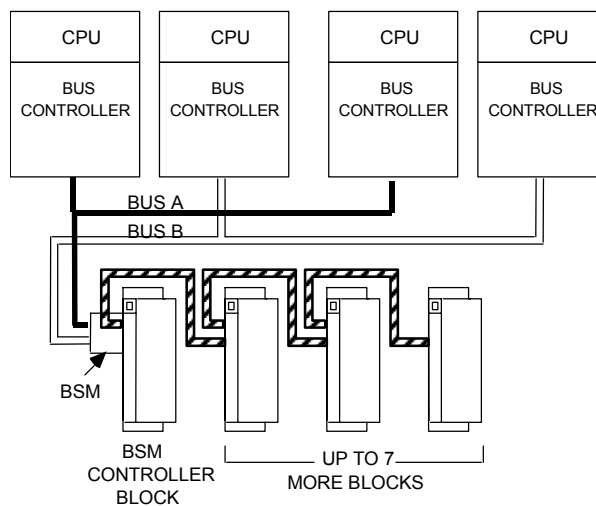 CPU
BUS
CONTROLLER
CPU
BUS
CONTROLLER
CPU
BUS
CONTROLLER
CPU
BUS
CONTROLLER
BUS A
BUS B
BSM
BSM
CONTROLLER
BLOCK
UP TO 7
MORE BLOCKS